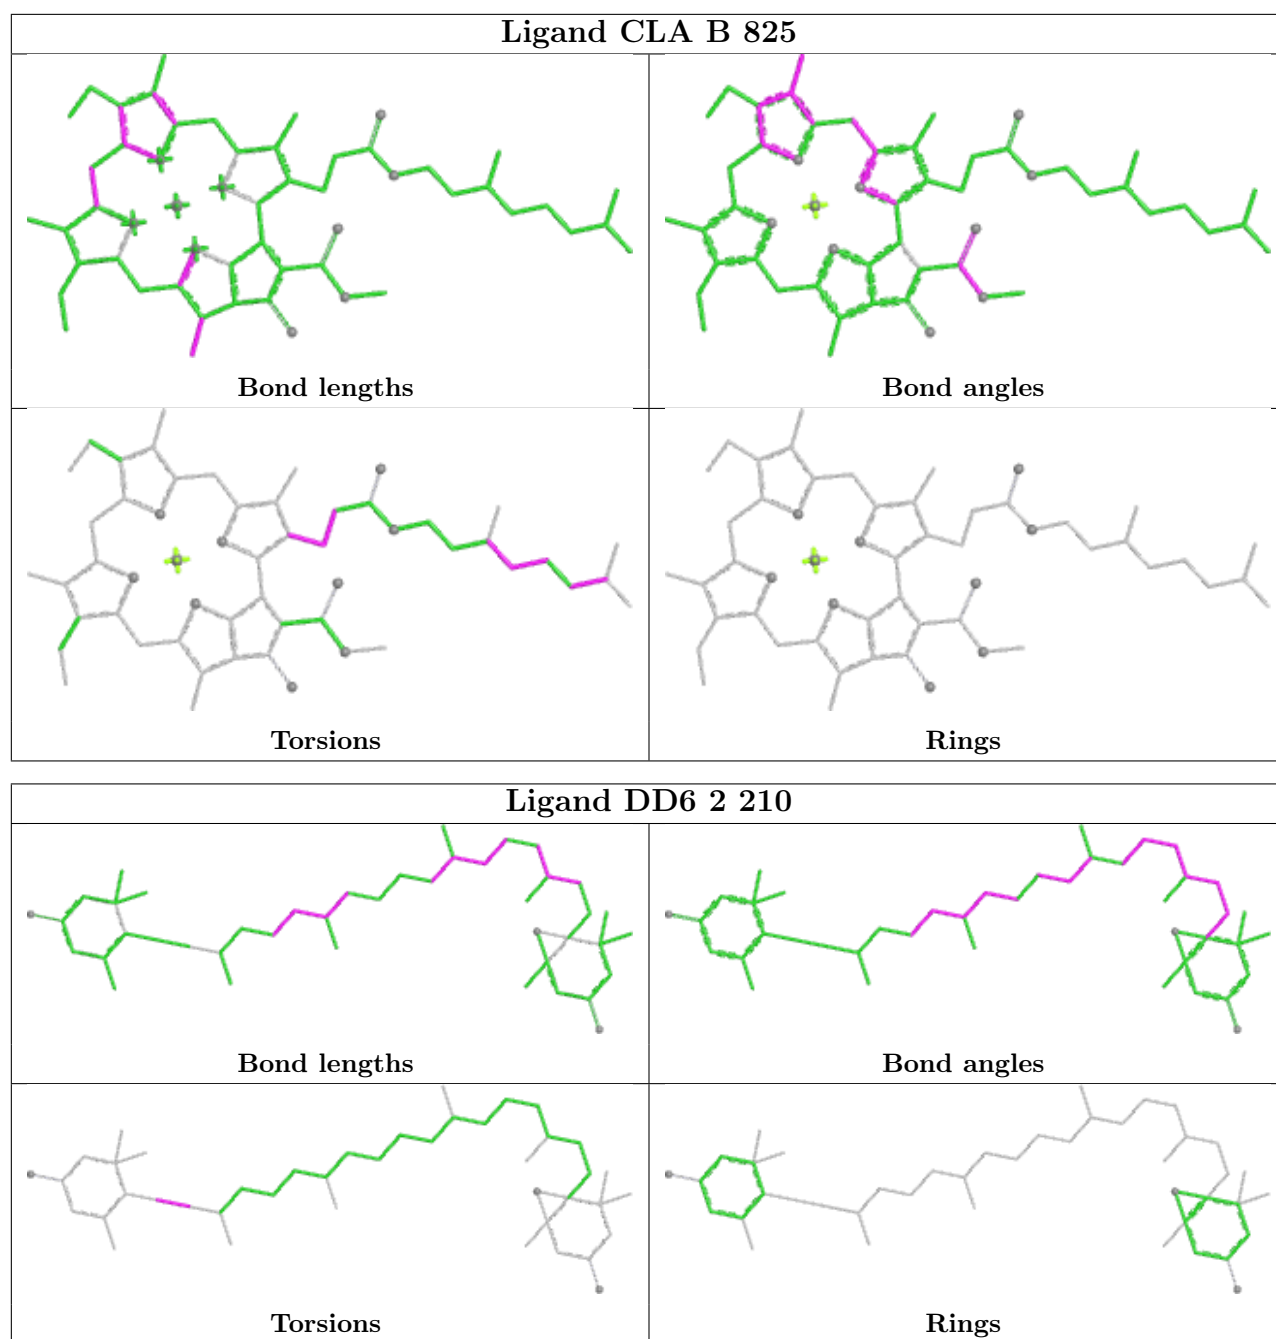 Ligand CLA B 825
Bond lengths
Bond angles
Torsions
Rings
Ligand DD6 2 210
Bond lengths
Bond angles
Torsions
Rings